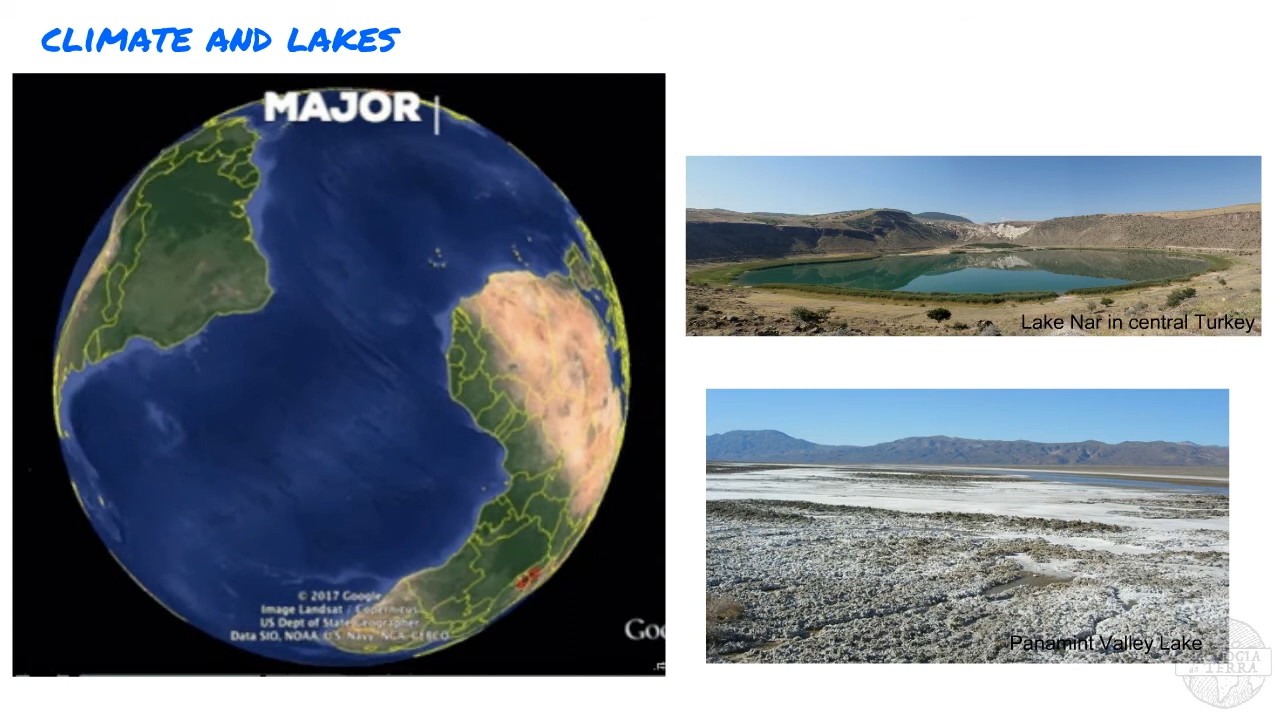 CLIMATE AND LAKES
MAJOR
© 2017 Google
Image Landsat / Copernicus
US Dept of State Geographer
Data SIO, NOAA, U.S. Navy, NGA, GEBCO
Lake Nar in central Turkey
Panamint Valley Lake
TERRA